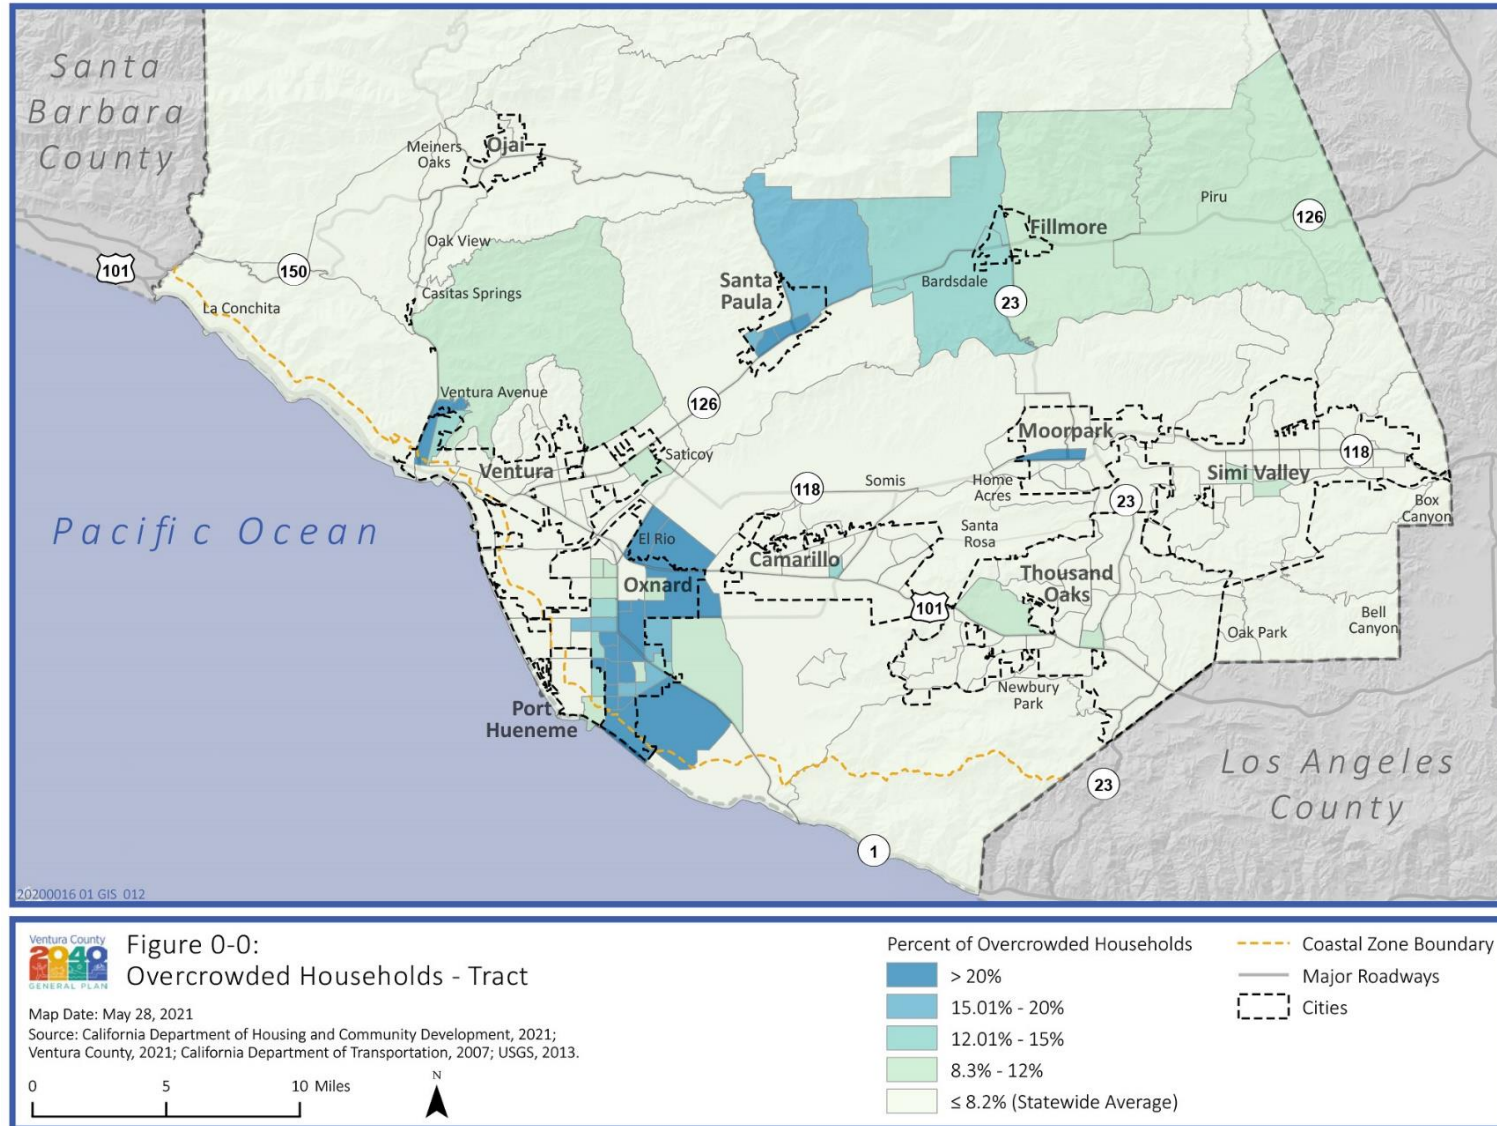 Santa
Barbara
County
Meiners
Oaks
Ojai
Piru
126
Oak View
Fillmore
101
150
Santa
Paula
Bardsdale
23
Casitas Springs
La Conchita
Ventura Avenue
126
Moorpark
Ventura
Saticoy
118
Simi Valley
118
Somis
Home
Acres
23
Box
Canyon
Pacific Ocean
El Rio
Santa
Rosa
Camarillo
Oxnard
Thousand
Oaks
101
Bell
Canyon
Oak Park
Newbury
Park
Port
Hueneme
Los Angeles
County
23
1
20200016 01 GIS 012
Ventura County
2040
GENERAL PLAN
Figure 0-0:
Overcrowded Households - Tract
Map Date: May 28, 2021
Source: California Department of Housing and Community Development, 2021;
Ventura County, 2021; California Department of Transportation, 2007; USGS, 2013.
0 5 10 Miles
N
Percent of Overcrowded Households
> 20%
15.01% - 20%
12.01% - 15%
8.3% - 12%
≤ 8.2% (Statewide Average)
Coastal Zone Boundary
Major Roadways
Cities